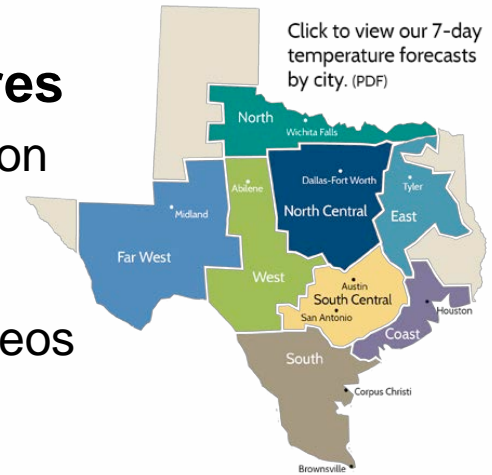 Click to view our 7-day
temperature forecasts
by city. (PDF)
res
on
eos
North
Wichita Falls
Abilene
Dallas-Fort Worth
Tyler
Midland
North Central
East
Far West
West
Austin
South Central
San Antonio
Houston
Coast
South
Corpus Christi
Brownsville